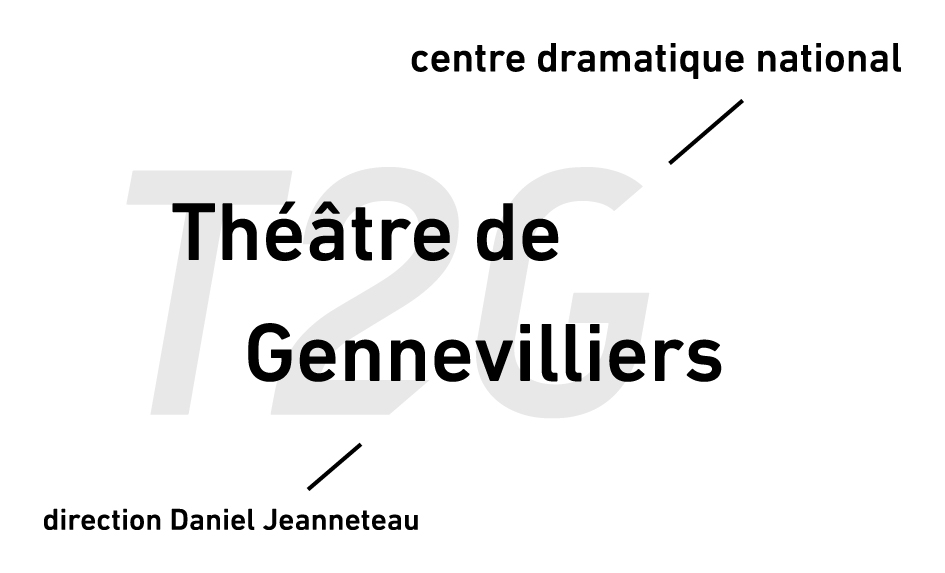 centre dramatique national
T2G
Théâtre de
Gennevilliers
direction Daniel Jeanneteau